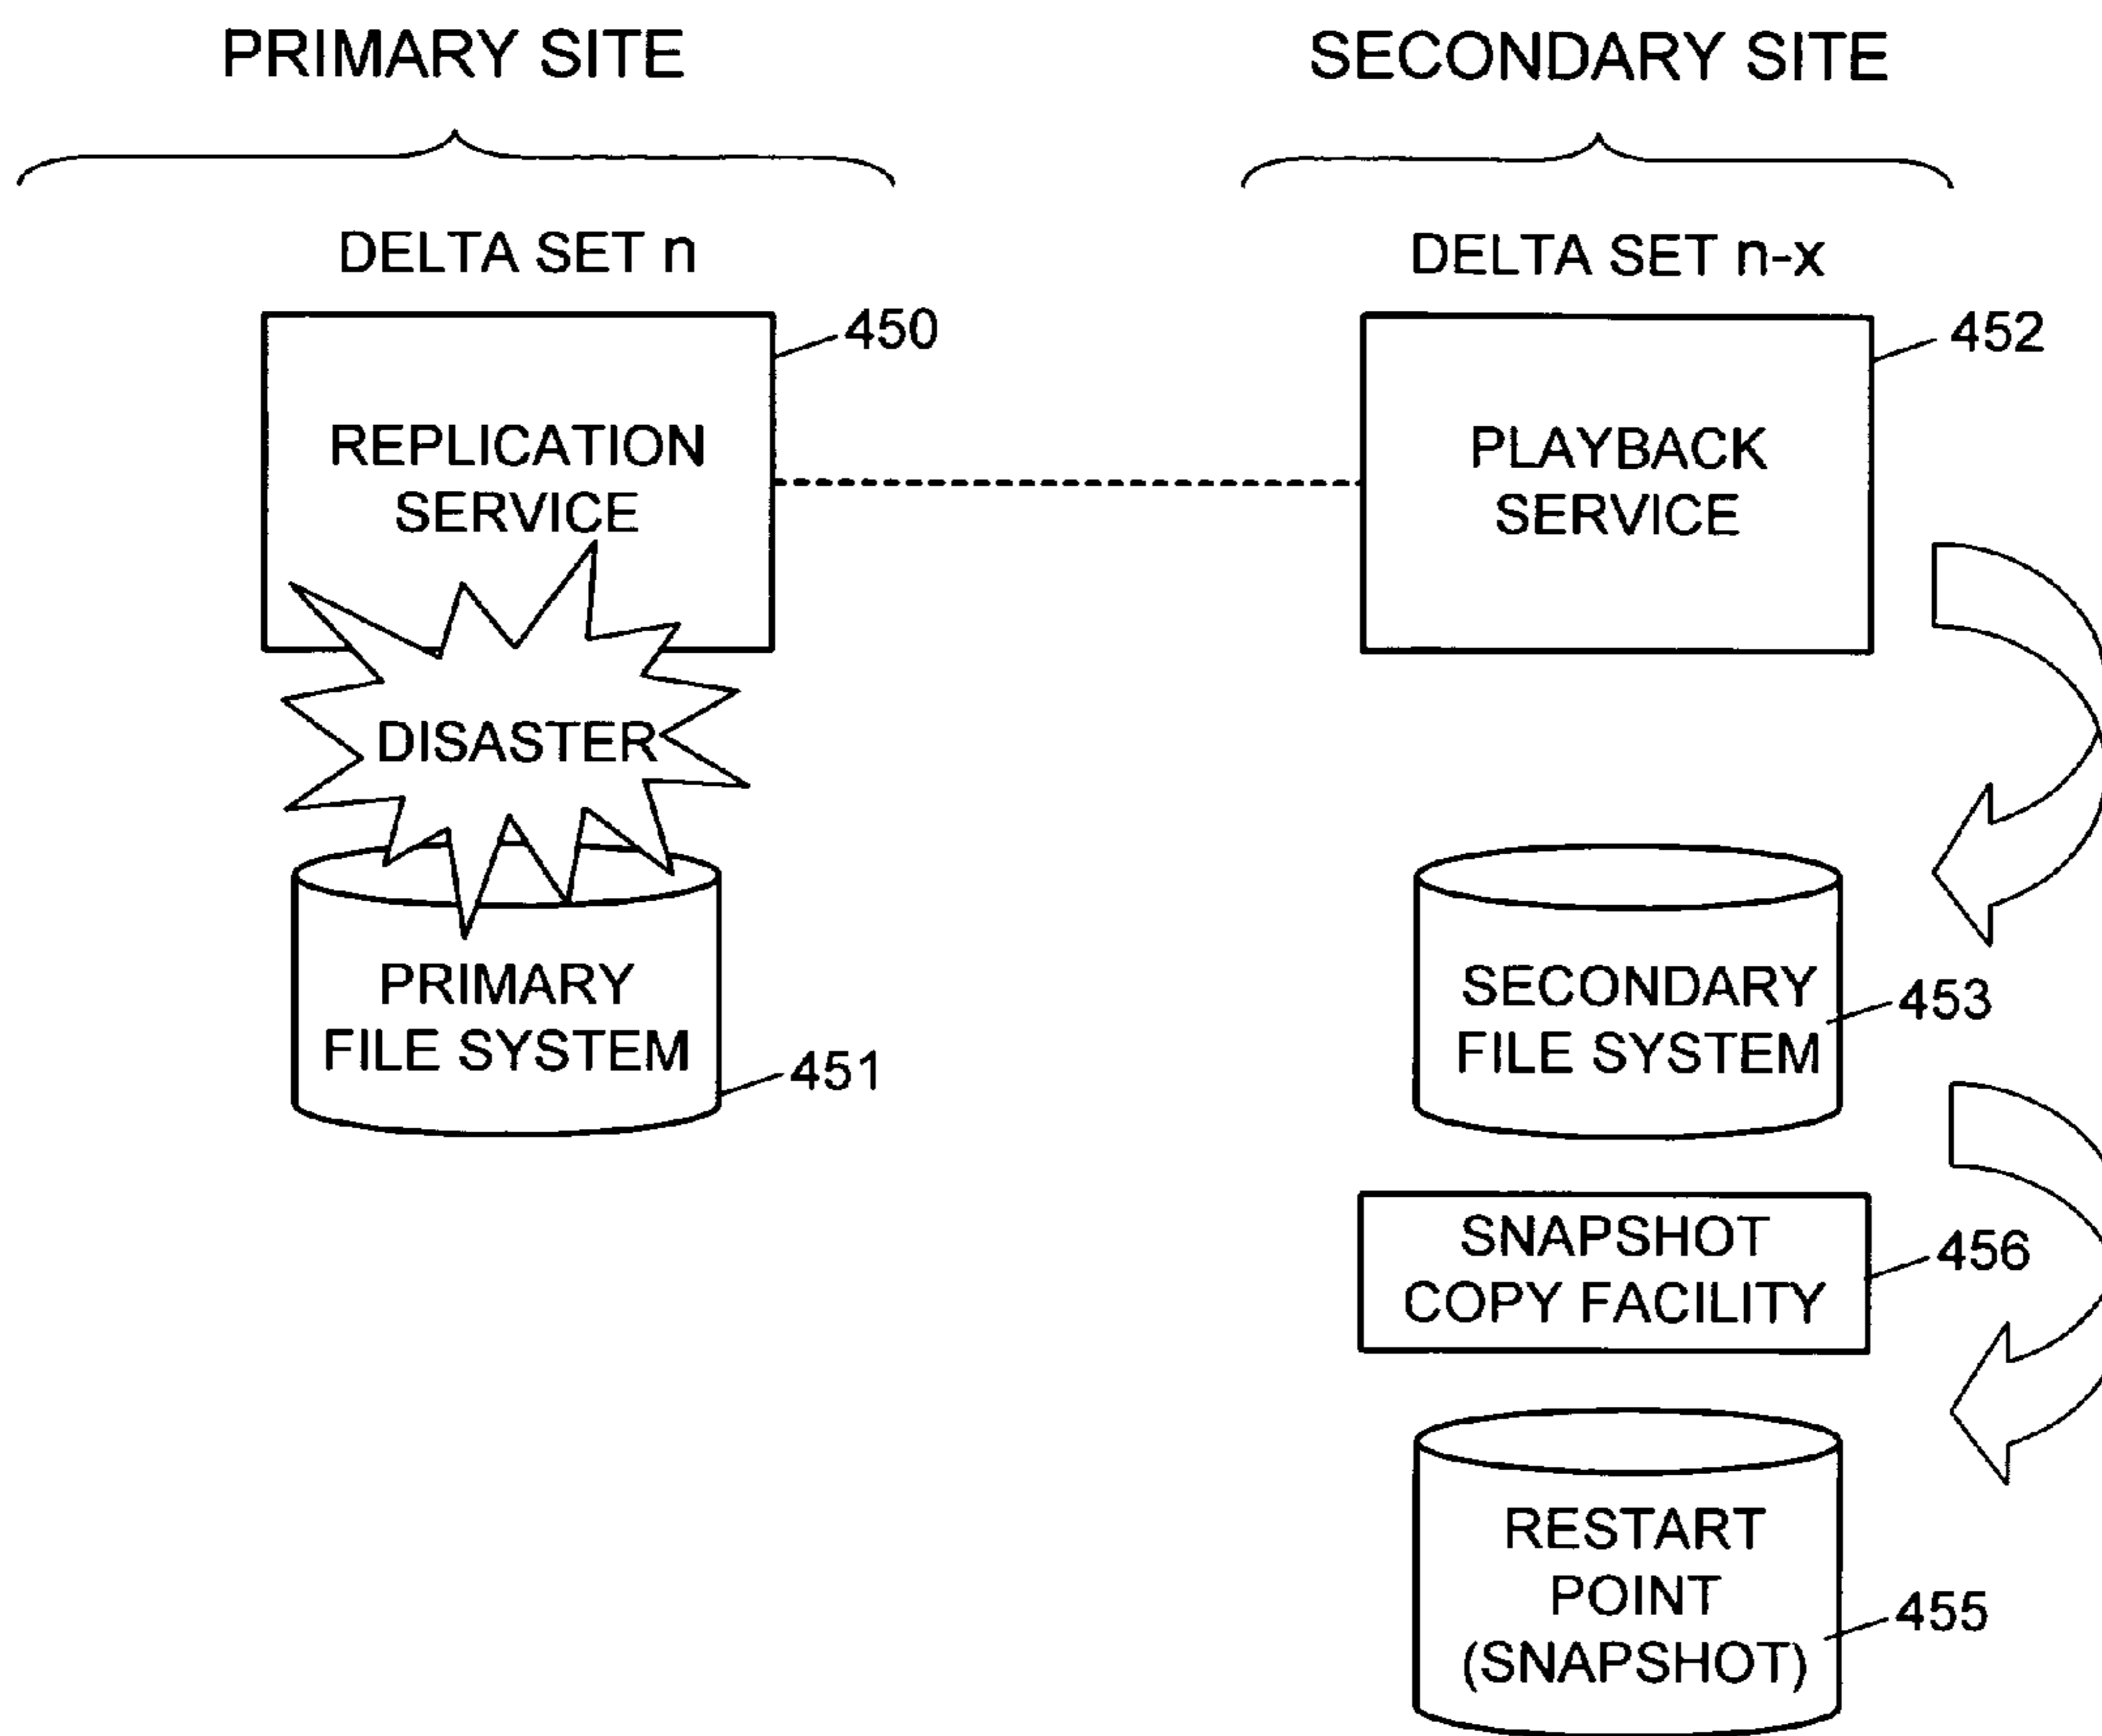 PRIMARY SITE
DELTA SET n
450
REPLICATION
SERVICE
DISASTER
PRIMARY
FILE SYSTEM
451
SECONDARY SITE
DELTA SET n-x
452
PLAYBACK
SERVICE
SECONDARY
FILE SYSTEM
453
SNAPSHOT
COPY FACILITY
456
RESTART
POINT
(SNAPSHOT)
455